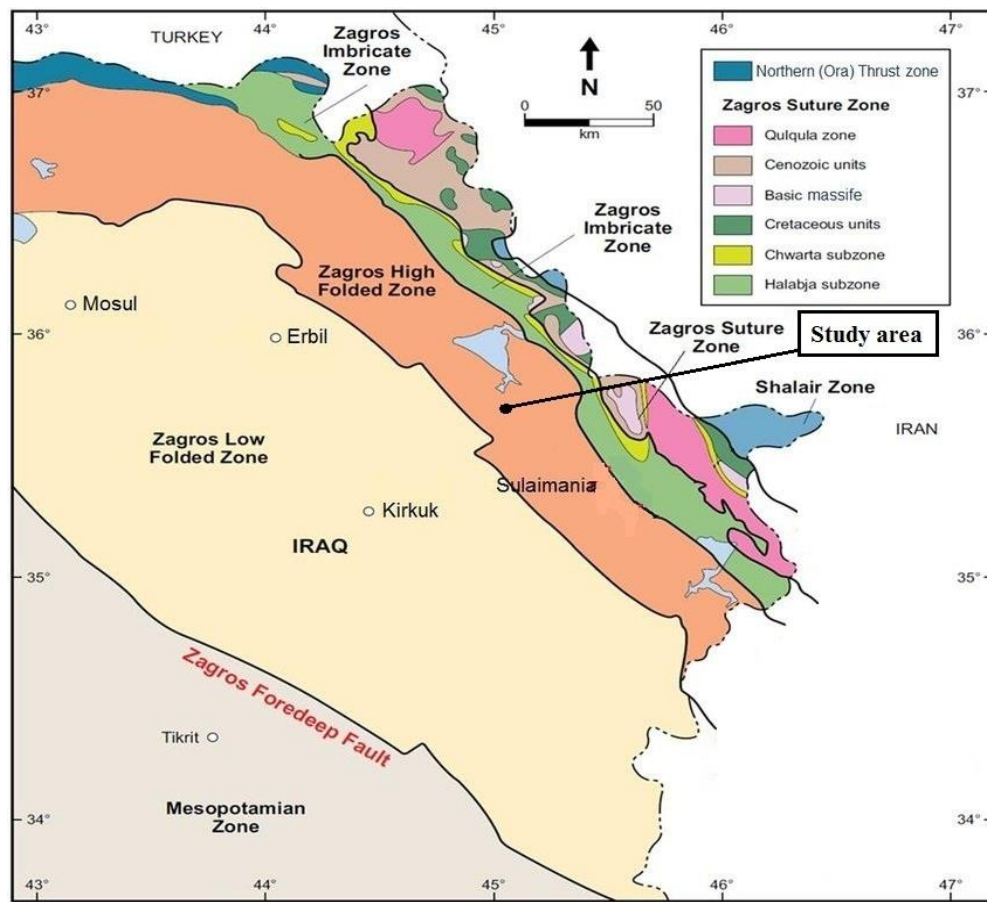 43°
44°
45°
46°
47°
TURKEY
Zagros
Imbricate
Zone
N
0
50
km
Northern (Ora) Thrust zone
Zagros Suture Zone
Qulqula zone
Cenozoic units
Basic massife
Cretaceous units
Chwarta subzone
Halabja subzone
37°
37°
Zagros
Imbricate
Zone
Zagros High
Folded Zone
Mosul
Erbil
36°
36°
Zagros Suture
Zone
Study area
Shalair Zone
IRAN
Zagros Low
Folded Zone
Sulaimania
Kirkuk
IRAQ
35°
35°
Zagros Foredeep Fault
Tikrit
Mesopotamian
Zone
34°
34°
43°
44°
45°
46°
47°